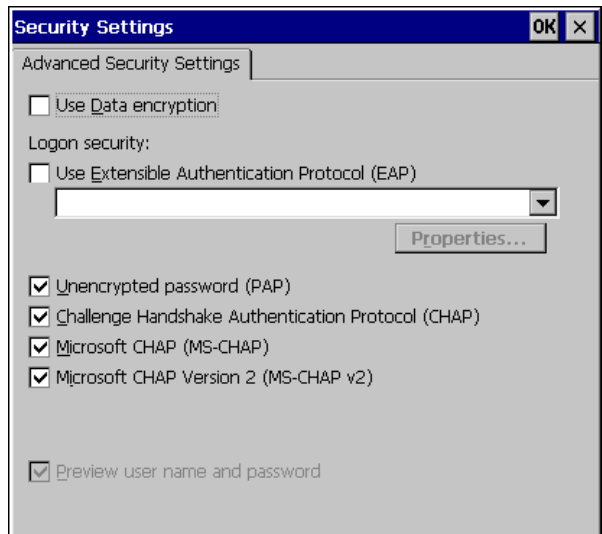 Security Settings OK ×
Advanced Security Settings
Use Data encryption
Logon security:
Use Extensible Authentication Protocol (EAP)
Properties...
Unencrypted password (PAP)
Challenge Handshake Authentication Protocol (CHAP)
Microsoft CHAP (MS-CHAP)
Microsoft CHAP Version 2 (MS-CHAP v2)
Preview user name and password